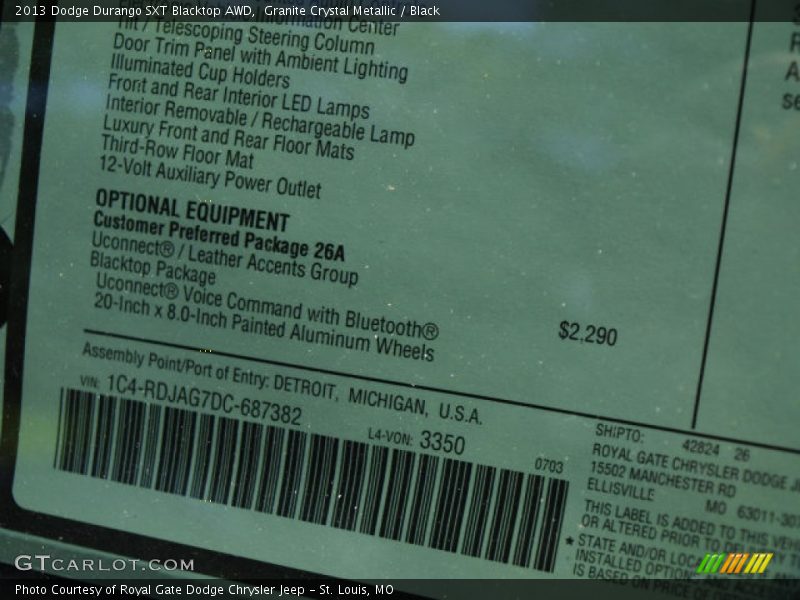 2013 Dodge Durango SXT Blacktop AWD,  Granite Crystal Metallic / Black
Information Center
Tilt / Telescoping Steering Column
Door Trim Panel with Ambient Lighting
Illuminated Cup Holders
Front and Rear Interior LED Lamps
Interior Removable / Rechargeable Lamp
Luxury Front and Rear Floor Mats
Third-Row Floor Mat
12-Volt Auxiliary Power Outlet
OPTIONAL EQUIPMENT
Customer Preferred Package 26A
Uconnect® / Leather Accents Group
Blacktop Package
Uconnect® Voice Command with Bluetooth®
20-Inch x 8.0-Inch Painted Aluminum Wheels
$2,290
Assembly Point/Port of Entry: DETROIT, MICHIGAN, U.S.A.
VIN: 1C4-RDJAG7DC-687382
L4-VON: 3350
0703
SHIPTO: 42824 26
ROYAL GATE CHRYSLER DODGE
15502 MANCHESTER RD
ELLISVILLE MO 63011-30
THIS LABEL IS ADDED TO THIS
OR ALTERED PRIOR TO
* STATE AND/OR
INSTALLED OPTION
IS BASED ON PRICE OF
GTCARLOT.COM
Photo Courtesy of Royal Gate Dodge Chrysler Jeep - St. Louis, MO